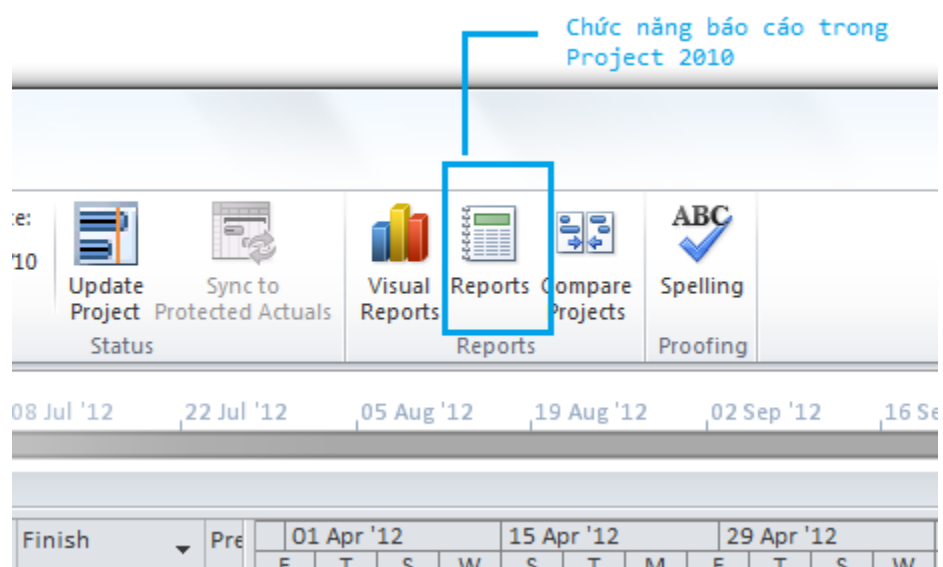 Chức năng báo cáo trong
Project 2010
te:
/10
Update
Project
Sync to
Protected Actuals
Visual
Reports
Reports
Compare
Projects
ABC
Spelling
Status
Reports
Proofing
08 Jul '12
22 Jul '12
05 Aug '12
19 Aug '12
02 Sep '12
16 Se
Finish
Pre
01 Apr '12
15 Apr '12
29 Apr '12
F T S W S T M F T S W